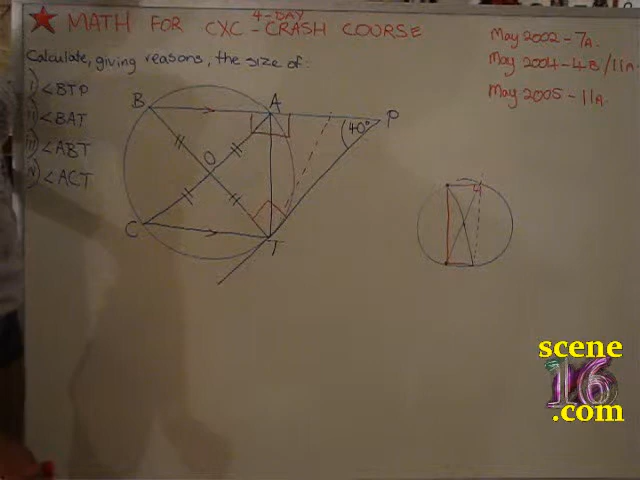 4-DAY
★ MATH FOR CXC - CRASH COURSE
Calculate, giving reasons, the size of:
i) <BTP
ii) <BAT
iii) <ABT
iv) <ACT
May 2002 - 7A.
May 2004 - 4B/11A.
May 2005 - 11A.
B
A
P
40°
O
C
T
scene
16
.com